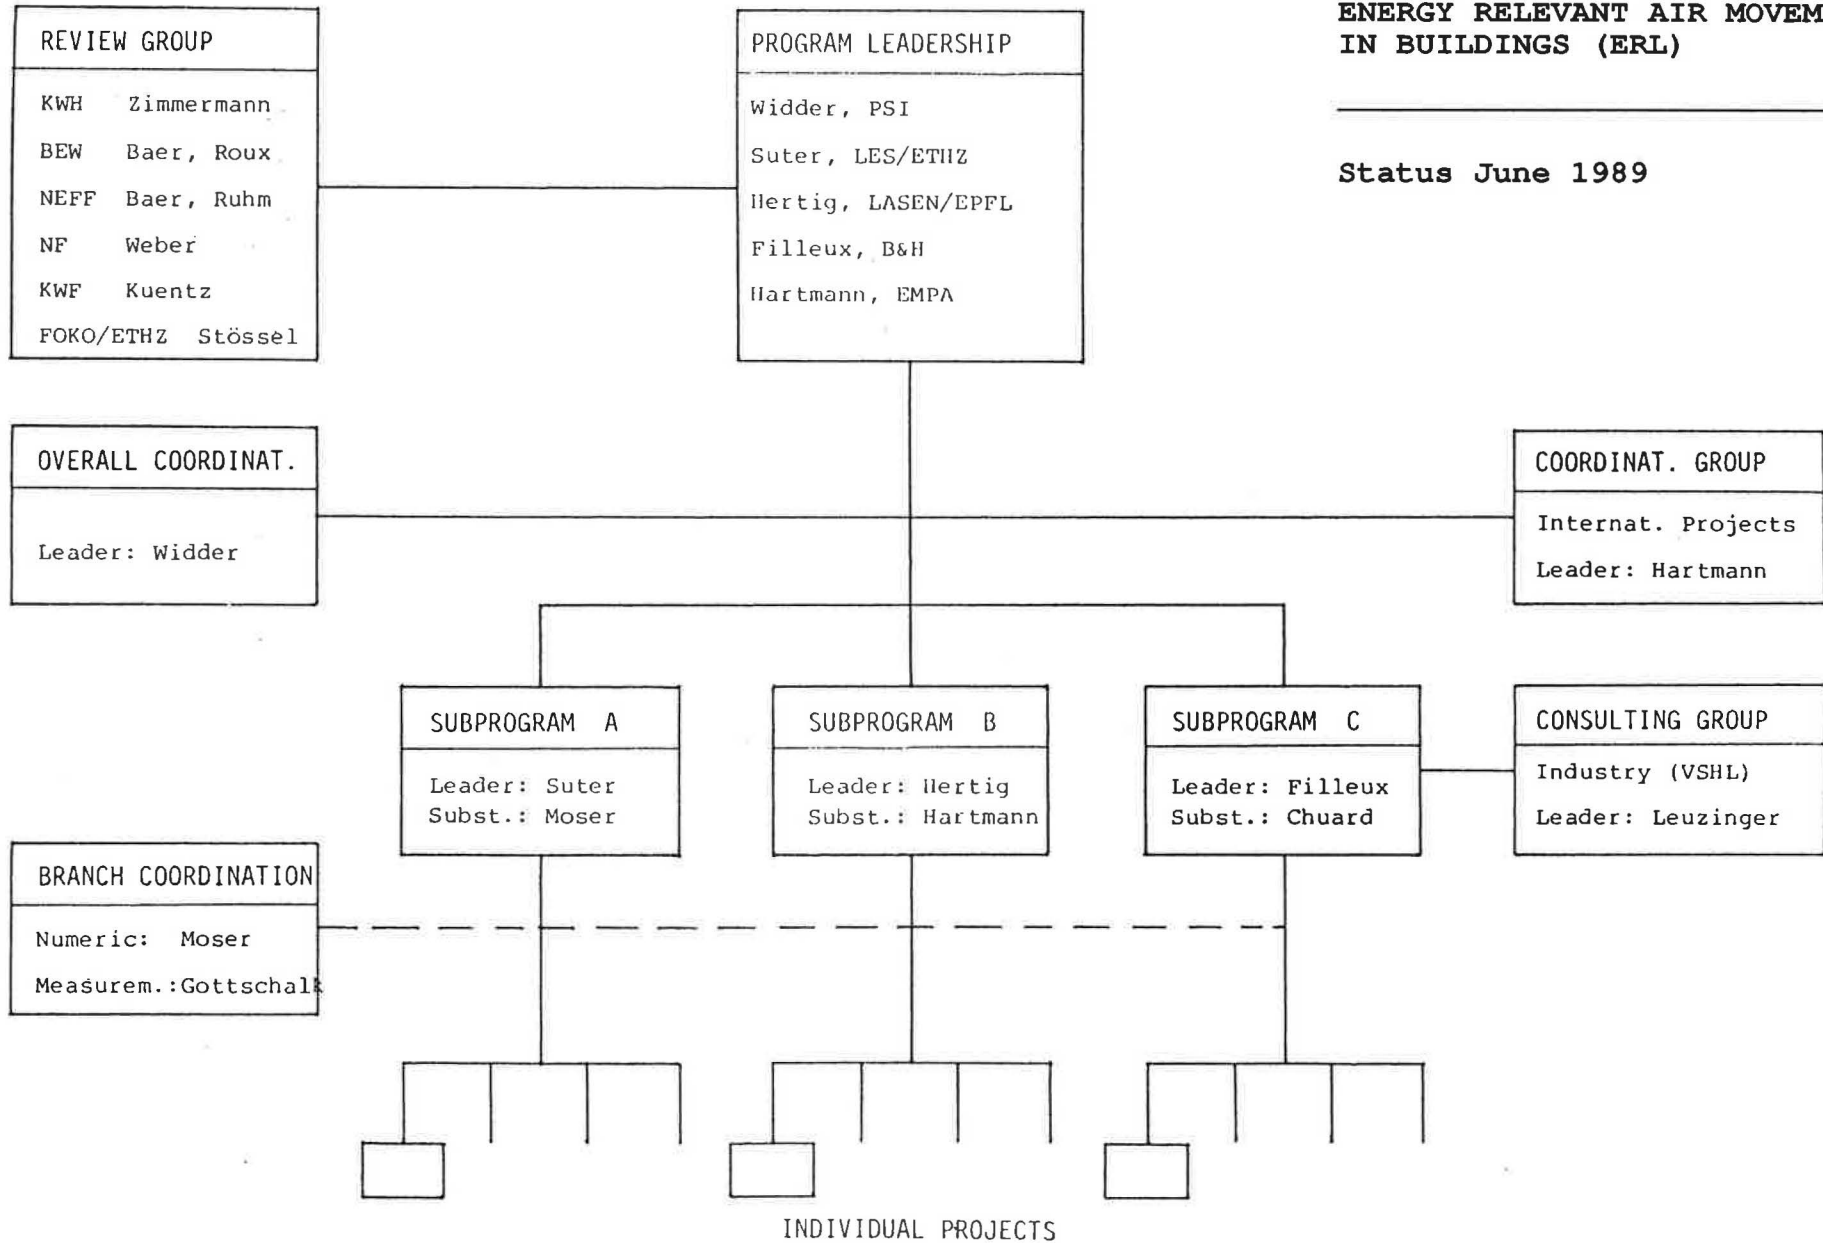 REVIEW GROUP
KWH Zimmermann
BEW Baer, Roux
NEFF Baer, Ruhm
NF Weber
KWF Kuentz
FOKO/ETHZ Stössel
PROGRAM LEADERSHIP
Widder, PSI
Suter, LES/ETHZ
Hertig, LASEN/EPFL
Filleux, B&H
Hartmann, EMPA
ENERGY RELEVANT AIR MOVEM
IN BUILDINGS (ERL)
Status June 1989
OVERALL COORDINAT.
Leader: Widder
COORDINAT. GROUP
Internat. Projects
Leader: Hartmann
SUBPROGRAM A
Leader: Suter
Subst.: Moser
SUBPROGRAM B
Leader: Hertig
Subst.: Hartmann
SUBPROGRAM C
Leader: Filleux
Subst.: Chuard
CONSULTING GROUP
Industry (VSHL)
Leader: Leuzinger
BRANCH COORDINATION
Numeric: Moser
Measurem.:Gottschalk
INDIVIDUAL PROJECTS